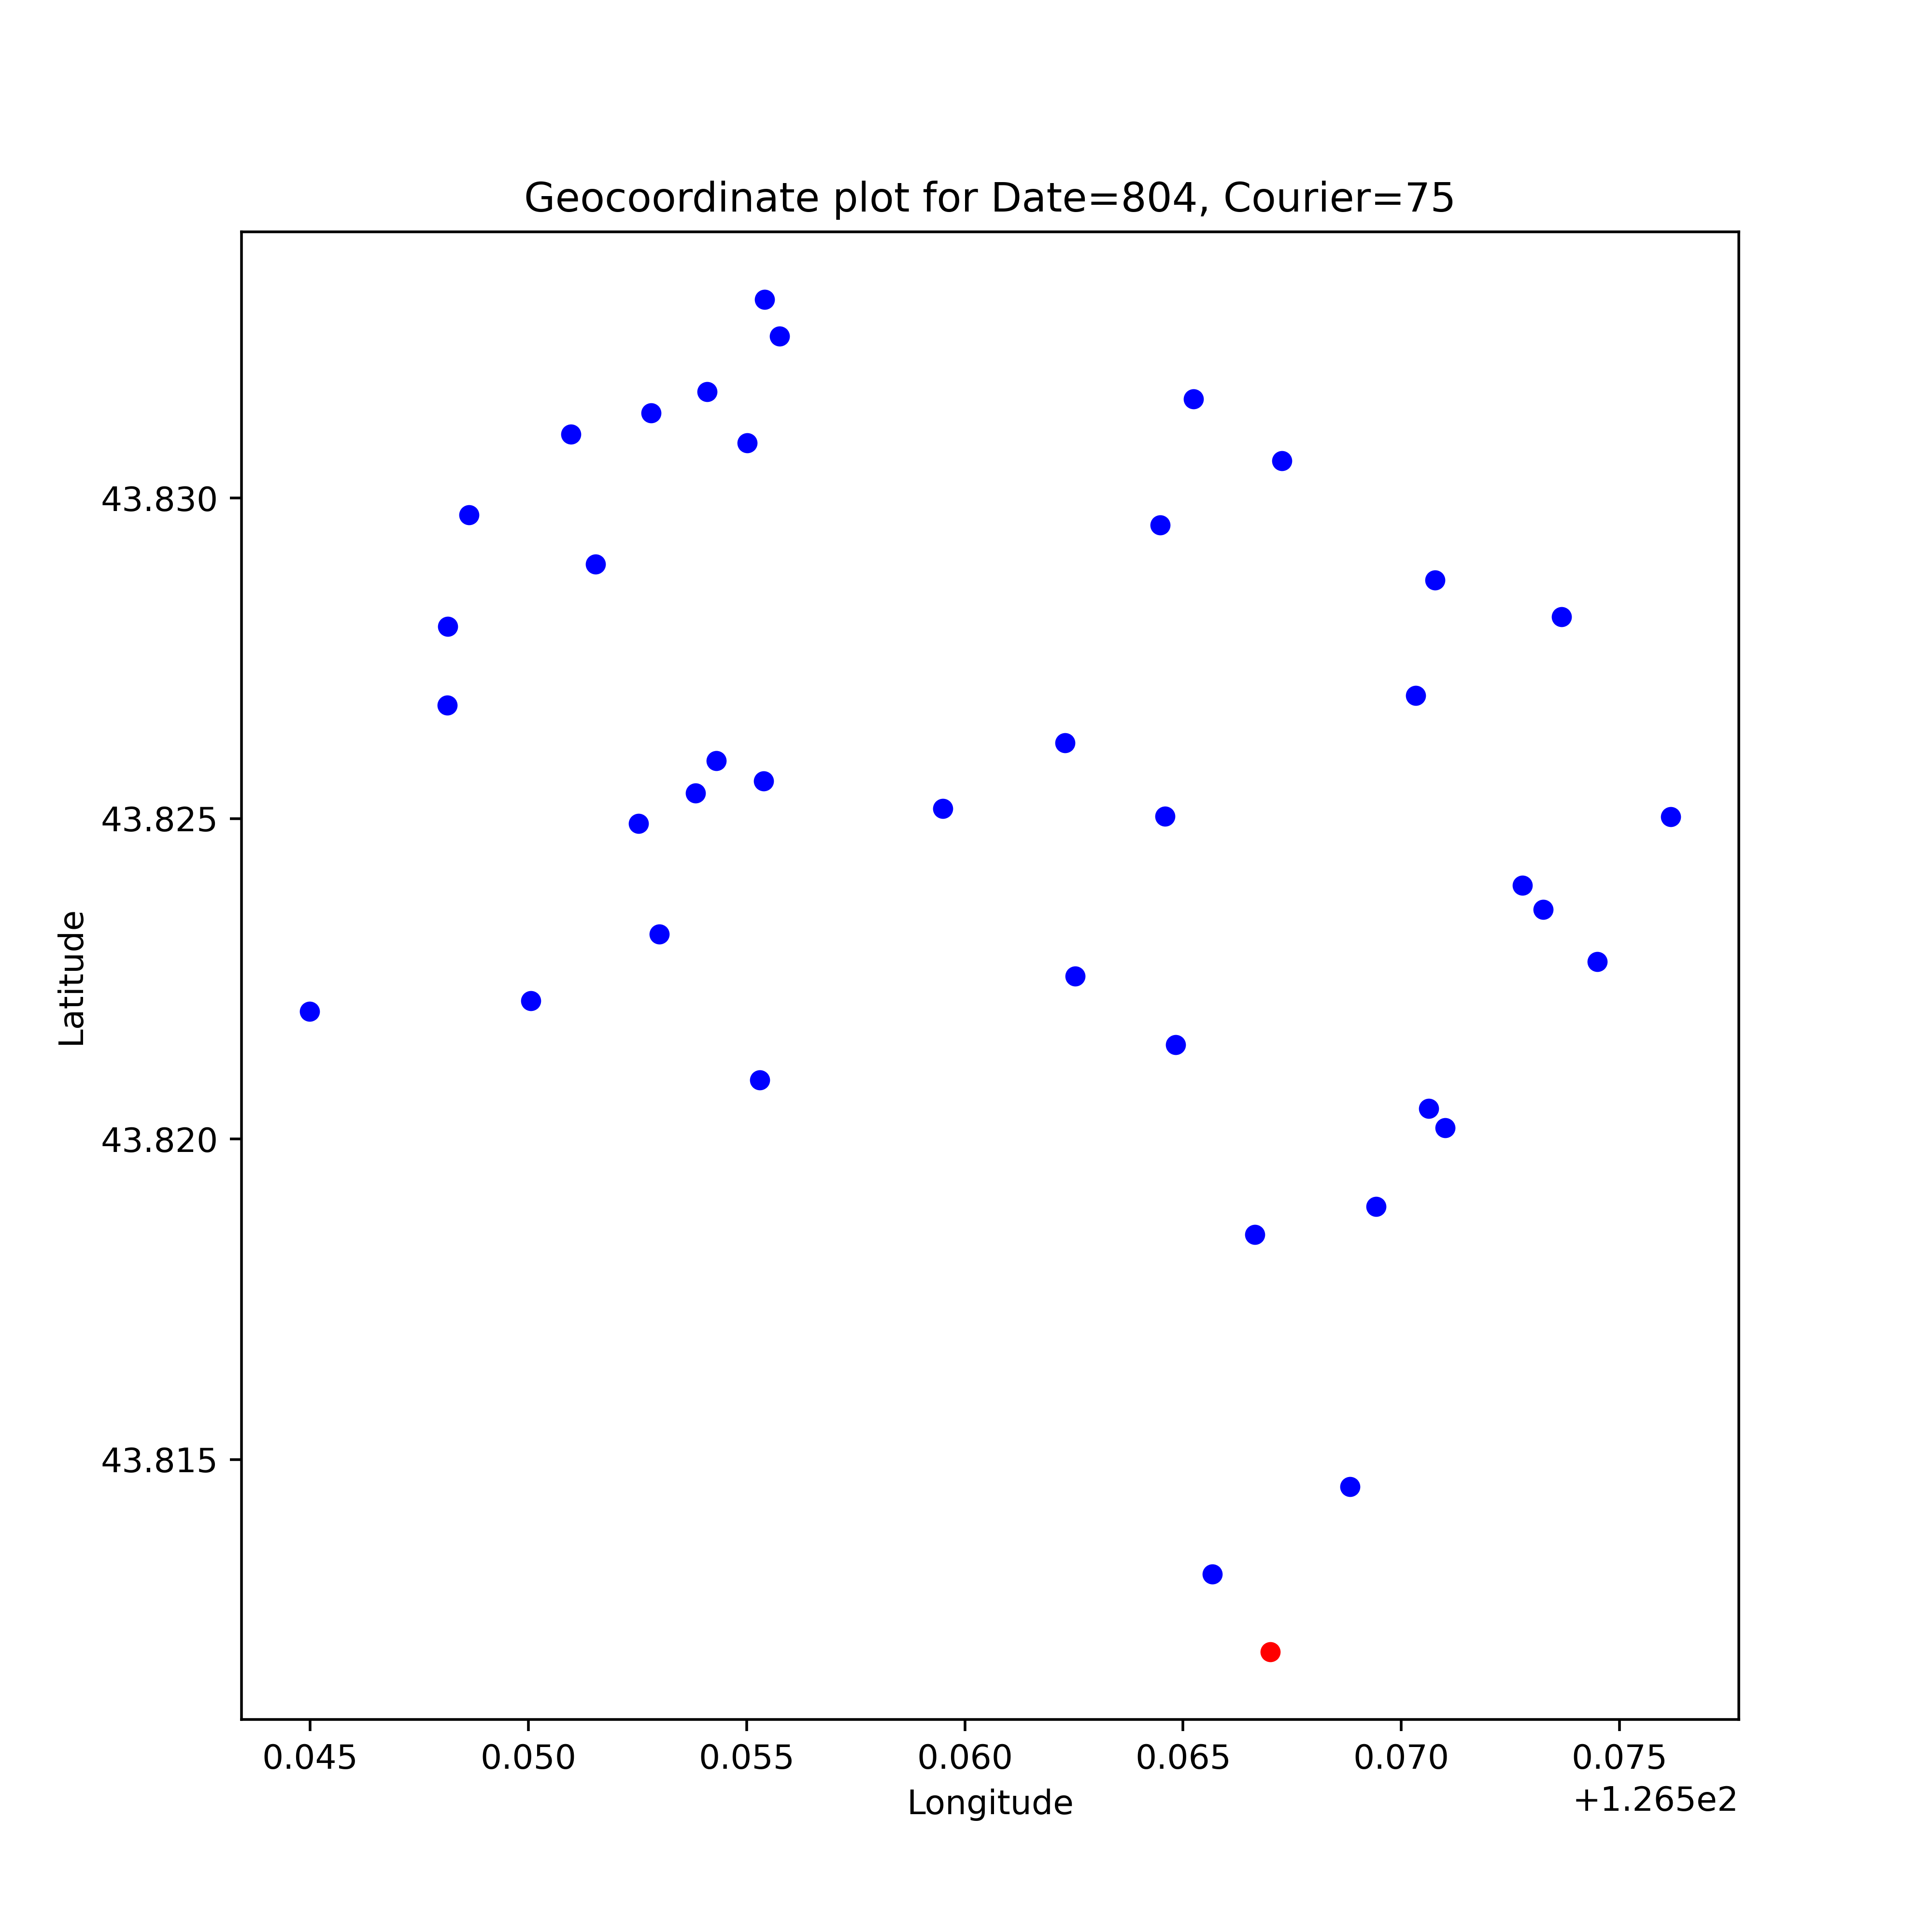 Geocoordinate plot for Date=804, Courier=75
43.830
43.825
43.820
43.815
Latitude
0.045 0.050 0.055 0.060 0.065 0.070 0.075
+1.265e2
Longitude